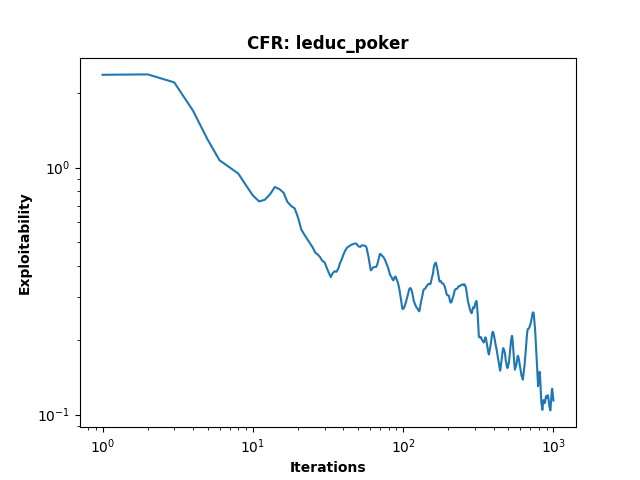 CFR: leduc_poker
Exploitability
10⁰
10⁻¹
10⁰ 10¹ 10² 10³
Iterations